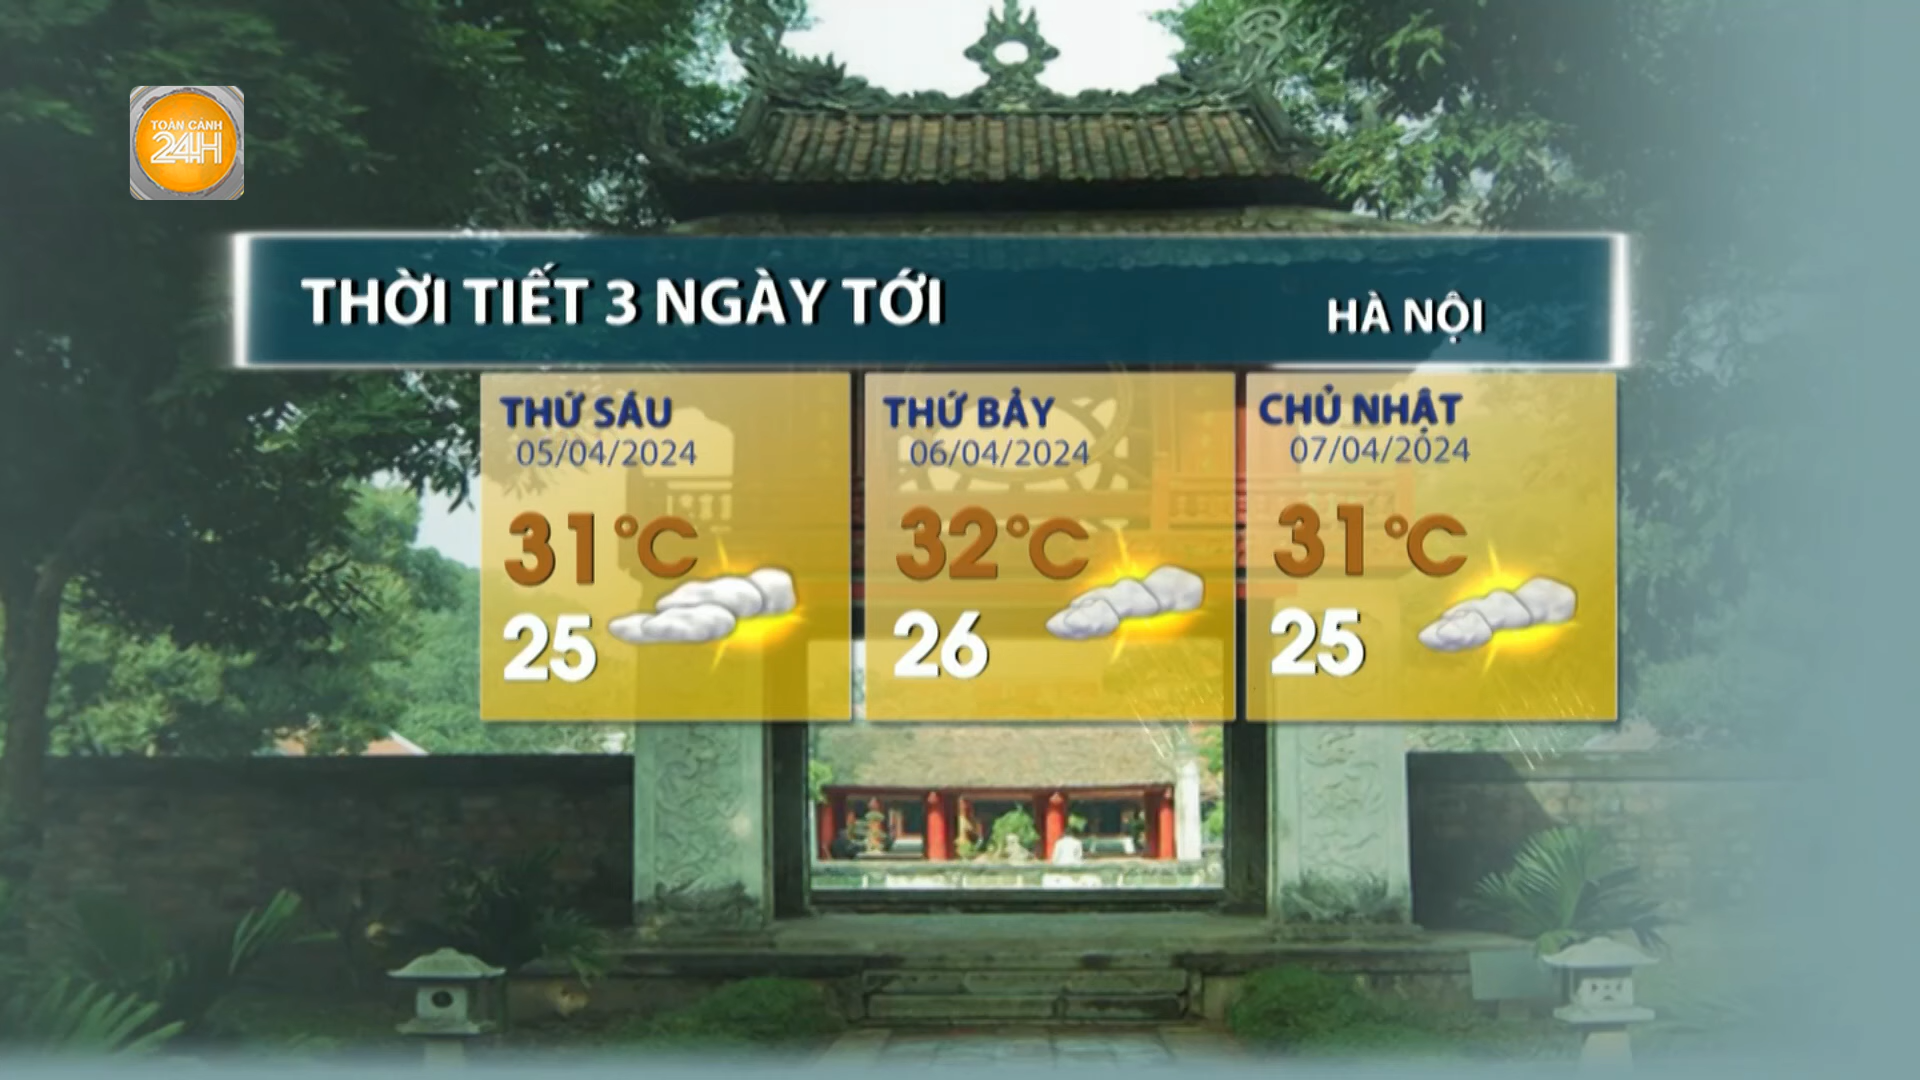 TOÀN CẢNH
24H
THỜI TIẾT 3 NGÀY TỚI
HÀ NỘI
THỨ SÁU
05/04/2024
31°C
25
THỨ BẢY
06/04/2024
32°C
26
CHỦ NHẬT
07/04/2024
31°C
25